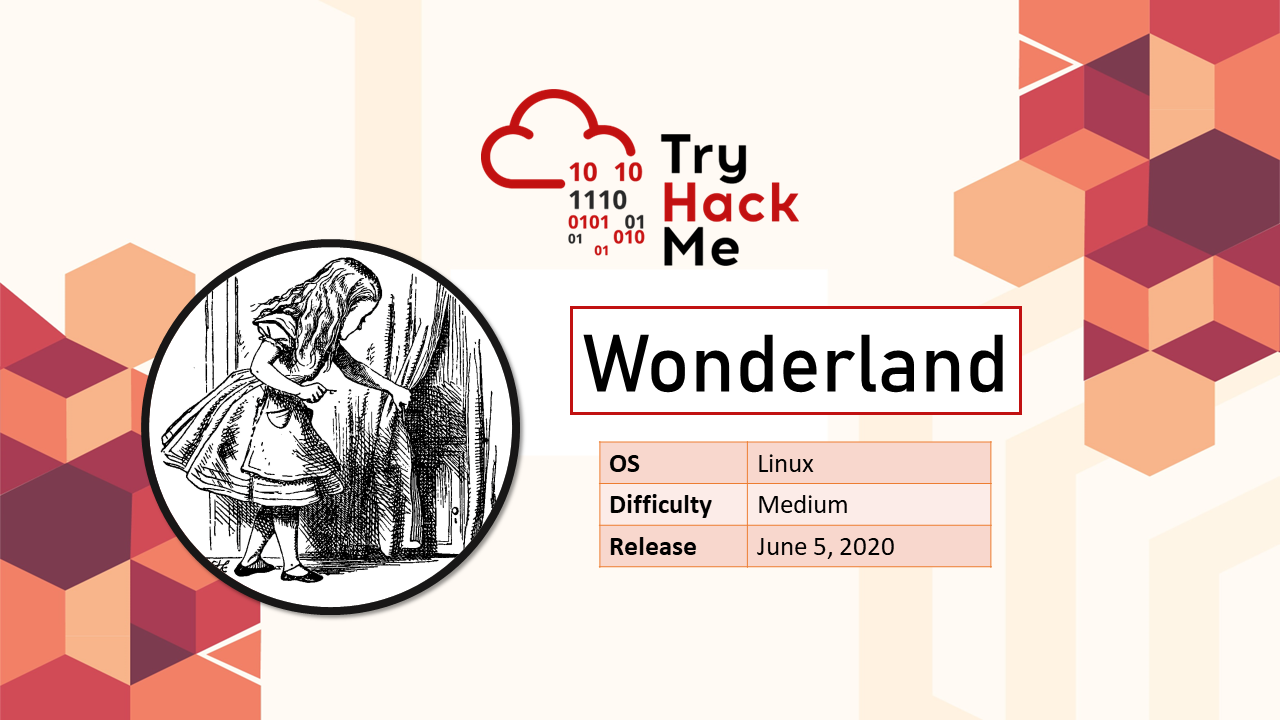 Try
Hack
Me
10 10
1110
0101 01
01 010
01
Wonderland
OS Linux
Difficulty Medium
Release June 5, 2020